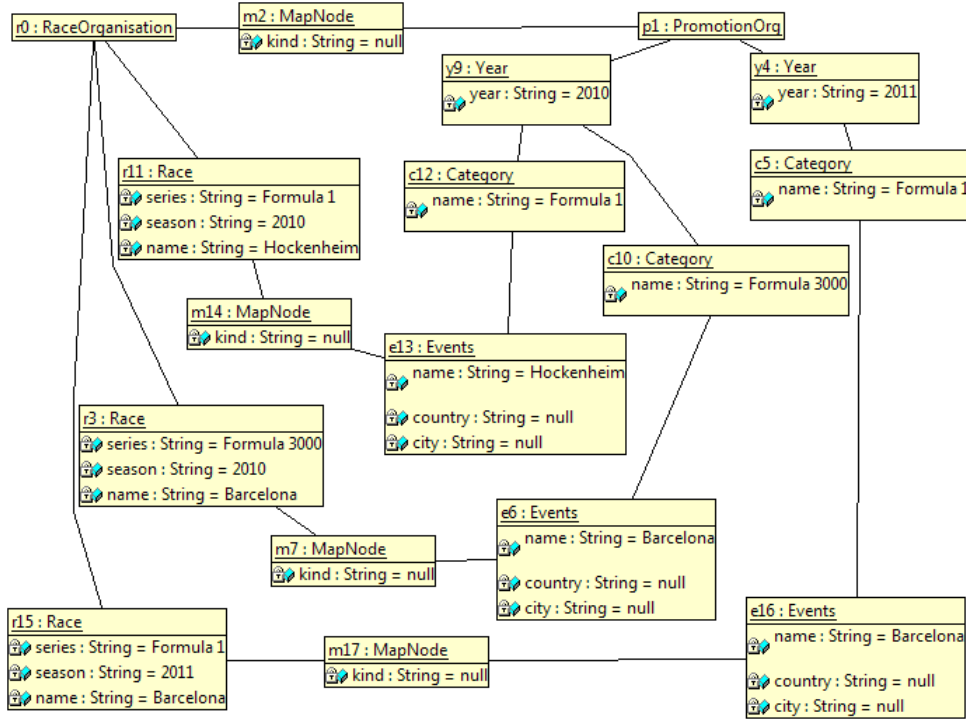 r0 : RaceOrganisation
m2 : MapNode
kind : String = null
p1 : PromotionOrg
y9 : Year
year : String = 2010
y4 : Year
year : String = 2011
r11 : Race
series : String = Formula 1
season : String = 2010
name : String = Hockenheim
c12 : Category
name : String = Formula 1
c5 : Category
name : String = Formula 1
c10 : Category
name : String = Formula 3000
m14 : MapNode
kind : String = null
e13 : Events
name : String = Hockenheim
country : String = null
city : String = null
r3 : Race
series : String = Formula 3000
season : String = 2010
name : String = Barcelona
m7 : MapNode
kind : String = null
e6 : Events
name : String = Barcelona
country : String = null
city : String = null
r15 : Race
series : String = Formula 1
season : String = 2011
name : String = Barcelona
m17 : MapNode
kind : String = null
e16 : Events
name : String = Barcelona
country : String = null
city : String = null